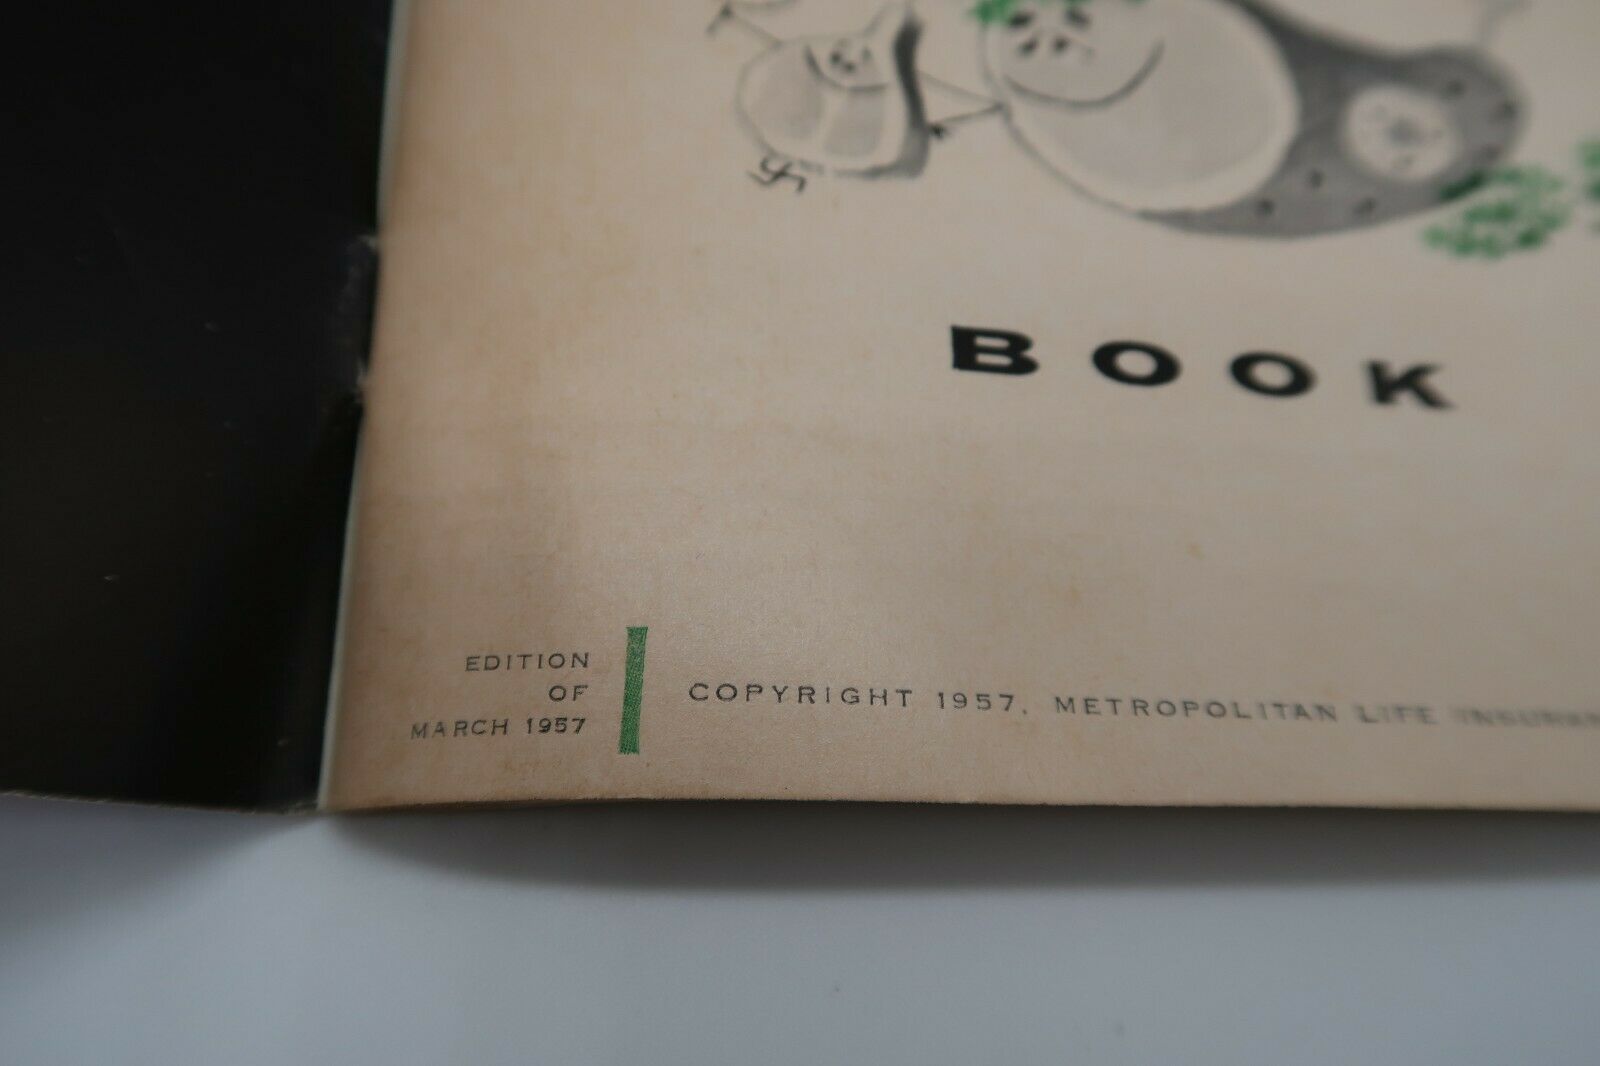 BOOK
EDITION
OF
MARCH 1957
COPYRIGHT 1957, METROPOLITAN LIFE